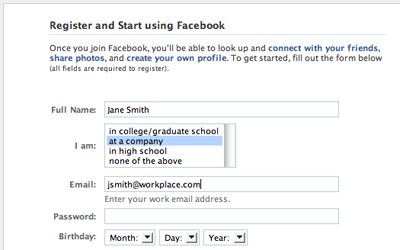 Register and Start using Facebook
Once you join Facebook, you'll be able to look up and connect with your friends,
share photos, and create your own profile. To get started, fill out the form below
(all fields are required to register).
Full Name: Jane Smith
I am:
in college/graduate school
at a company
in high school
none of the above
Email: jsmith@workplace.com
Enter your work email address.
Password:
Birthday: Month: Day: Year: